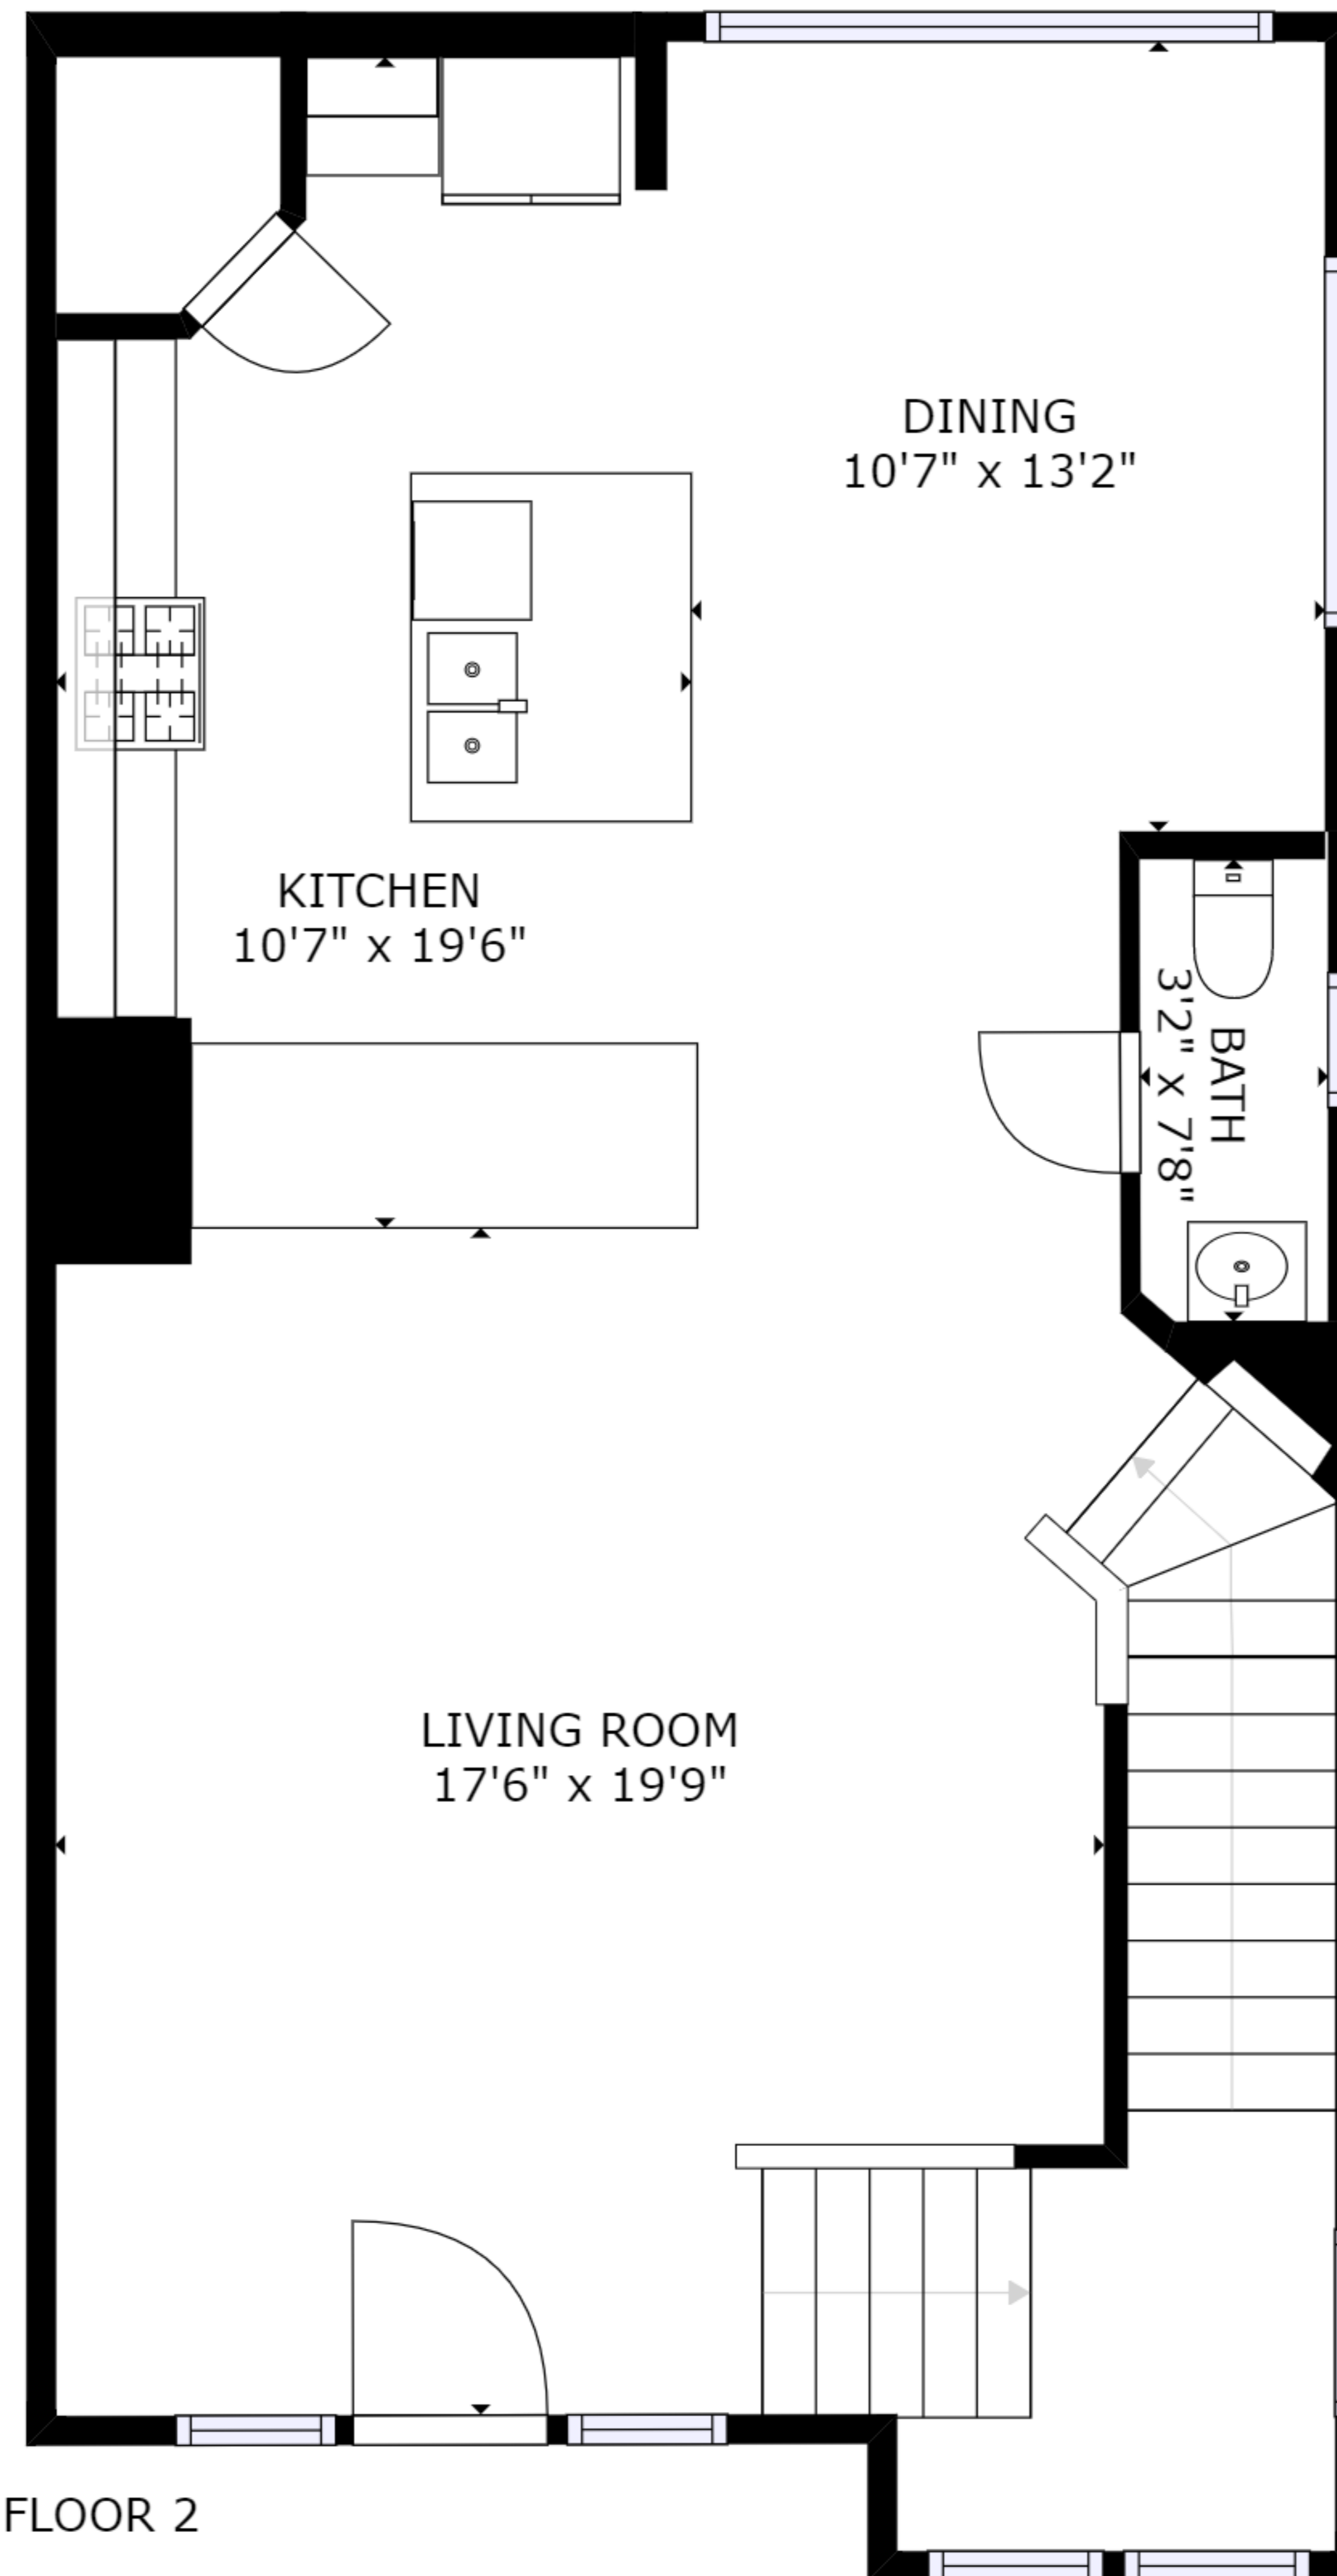 DINING
10'7" x 13'2"
KITCHEN
10'7" x 19'6"
BATH
3'2" x 7'8"
LIVING ROOM
17'6" x 19'9"
FLOOR 2